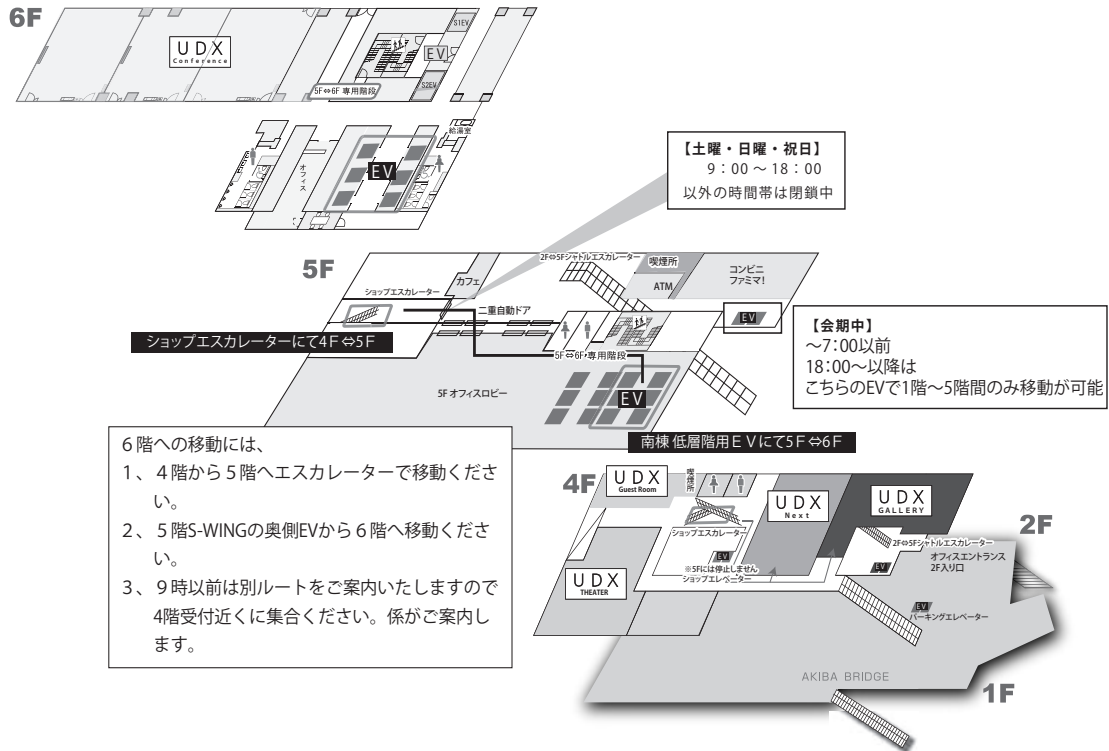 6F
UDX
Conference
S1EV
EV
S2EV
5F⇔6F 専用階段
給湯室
オフィス
EV
【土曜・日曜・祝日】
9：00 ～ 18：00
以外の時間帯は閉鎖中
5F
カフェ
2F⇔5Fシャトルエスカレーター
喫煙所
ATM
コンビニ
ファミマ!
ショップエスカレーター
二重自動ドア
EV
ショップエスカレーターにて4F⇔5F
5F⇔6F 専用階段
5F オフィスロビー
EV
南棟 低層階用ＥＶにて5F⇔6F
【会期中】
～7：00以前
18：00～以降は
こちらのEVで1階～5階間のみ移動が可能
6階への移動には、
1、 4階から5階へエスカレーターで移動くださ
い。
2、 5階S-WINGの奥側EVから6階へ移動くださ
い。
3、 9時以前は別ルートをご案内いたしますので
4階受付近くに集合ください。係がご案内し
ます。
4F
UDX
Guest Room
喫煙所
UDX
Next
UDX
GALLERY
ショップエスカレーター
EV
※5Fには停止しません
ショップエレベーター
UDX
THEATER
2F⇔5Fシャトルエスカレーター
EV
オフィスエントランス
2F入り口
2F
EV
パーキングエレベーター
AKIBA BRIDGE
1F